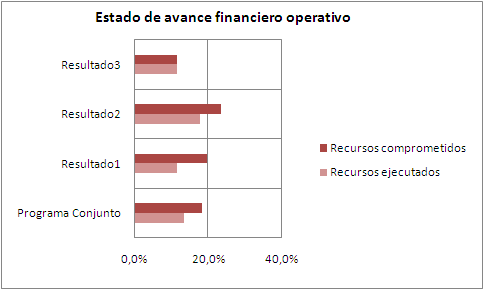 Estado de avance financiero operativo
Resultado3
Resultado2
Resultado1
Programa Conjunto
Recursos comprometidos
Recursos ejecutados
0,0% 20,0% 40,0%